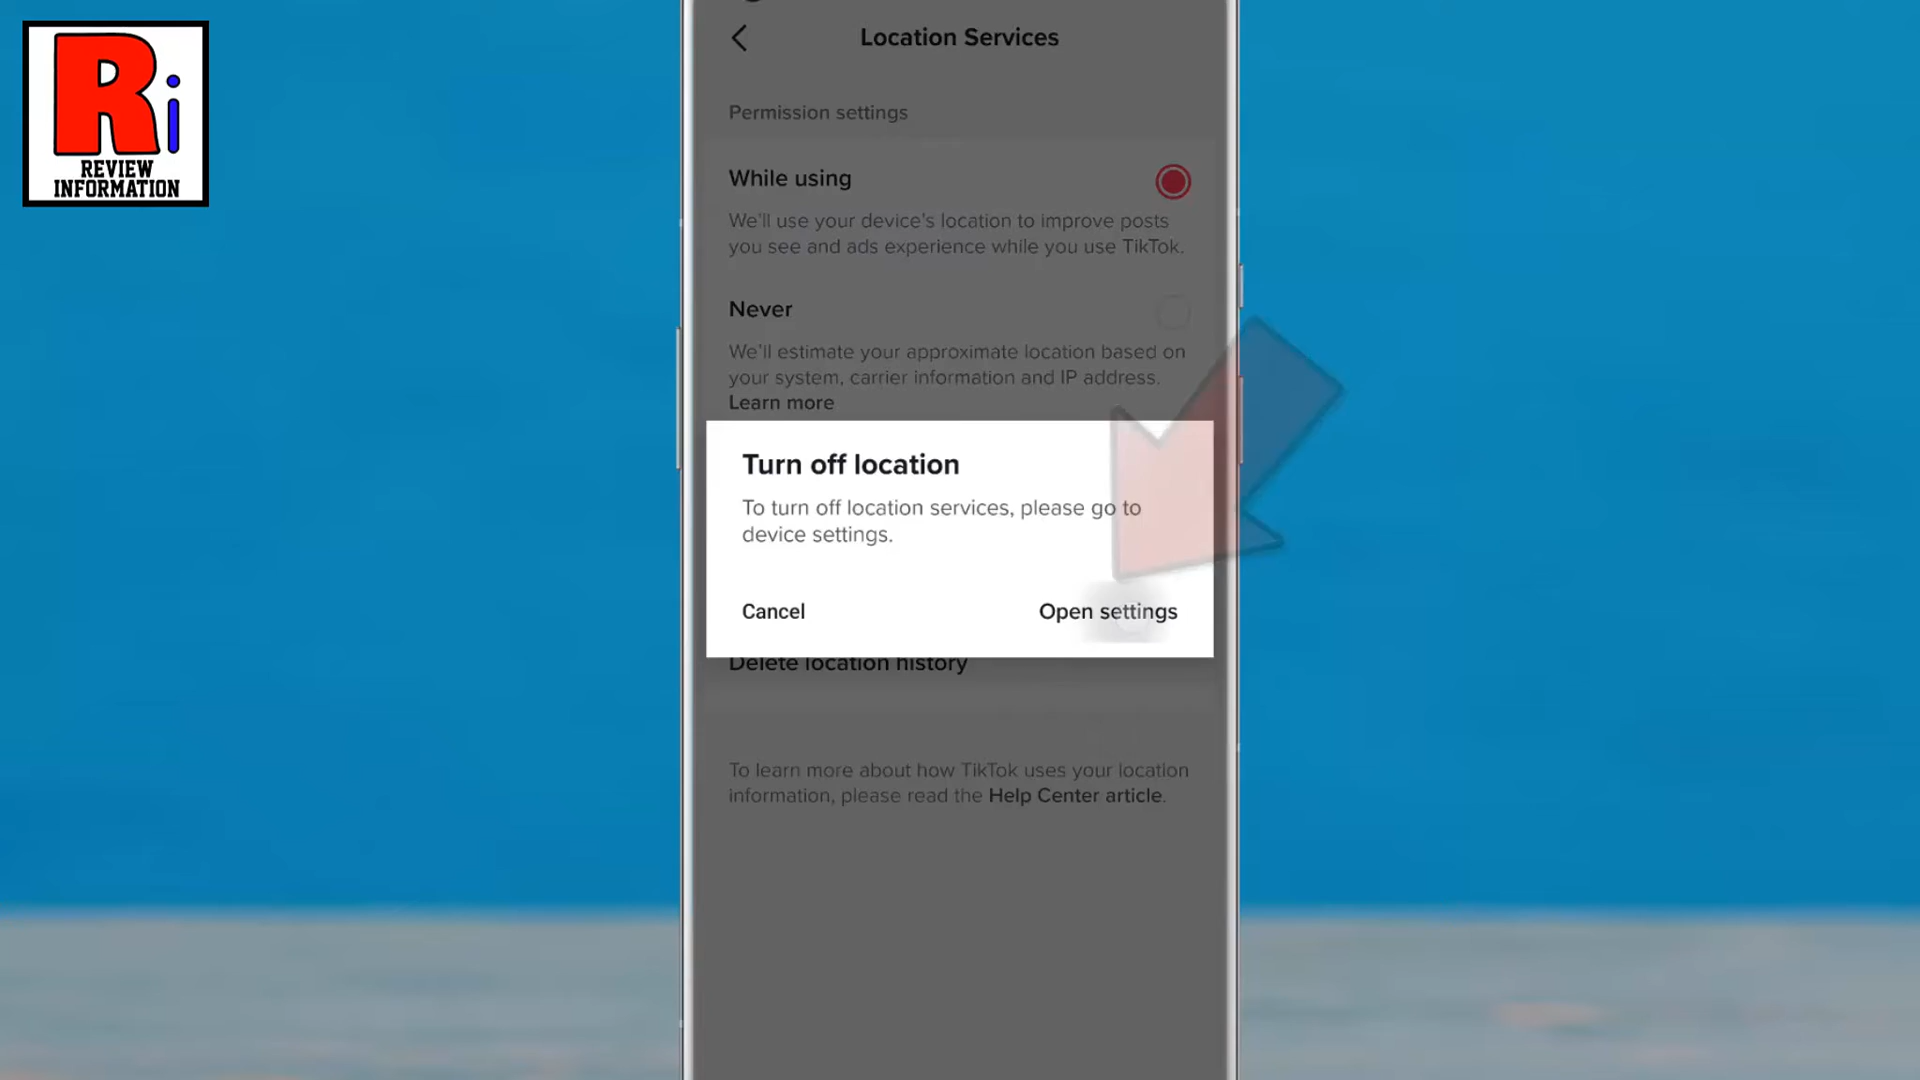 Ri
REVIEW
INFORMATION
Location Services
Permission settings
While using
We'll use your device's location to improve posts
you see and ads experience while you use TikTok.
Never
We'll estimate your approximate location based on
your system, carrier information and IP address.
Learn more
Turn off location
To turn off location services, please go to
device settings.
Cancel
Open settings
Delete location history
To learn more about how TikTok uses your location
information, please read the Help Center article.